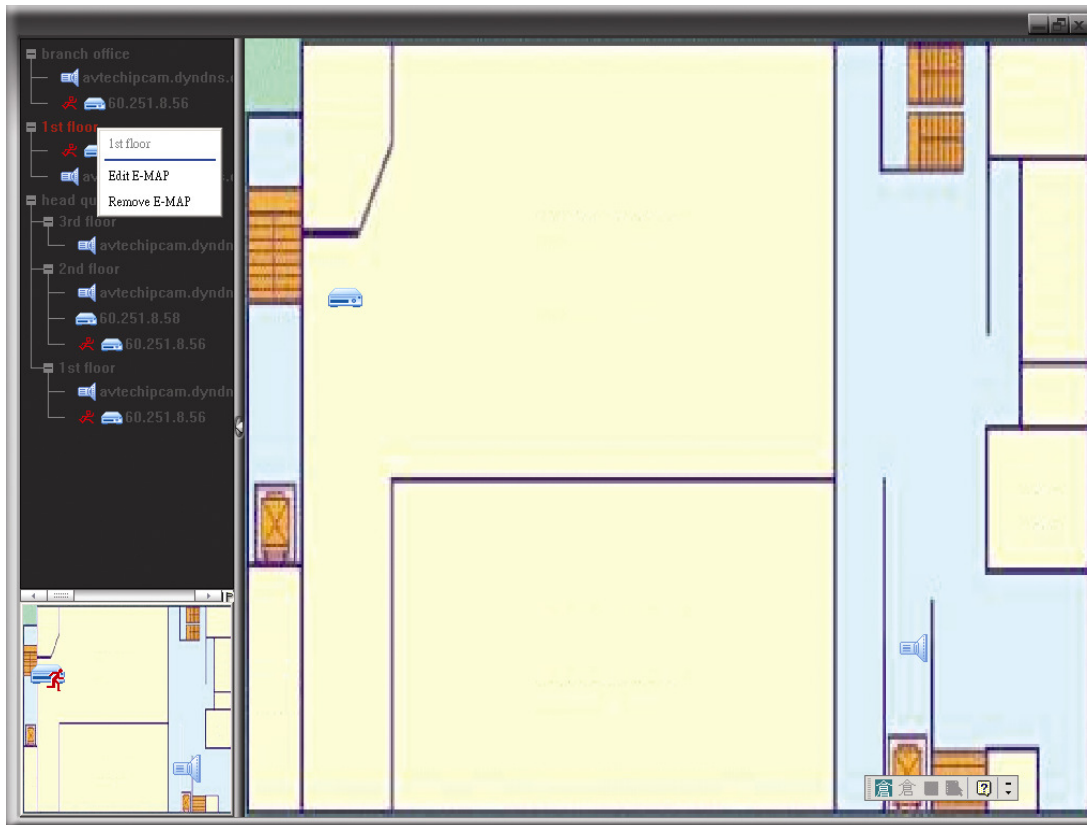 branch office
avtechipcam.dyndns.
60.251.8.56
1st floor
1st floor
Edit E-MAP
Remove E-MAP
head qu
3rd floor
avtechipcam.dyndn
2nd floor
avtechipcam.dyndn
60.251.8.58
60.251.8.56
1st floor
avtechipcam.dyndn
60.251.8.56
倉 倉